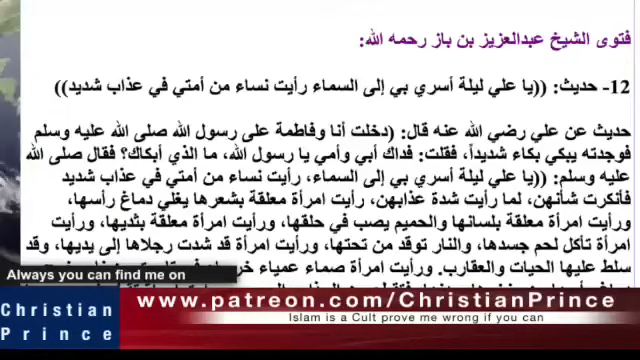 فتوى الشيخ عبدالعزيز بن باز رحمه الله:
12- حديث: ((يا علي ليلة أسري بي إلى السماء رأيت نساء من أمتي في عذاب شديد))
حديث عن علي رضي الله عنه قال: (دخلت أنا وفاطمة على رسول الله صلى الله عليه وسلم
فوجدته يبكي بكاء شديداً، فقلت: فداك أبي وأمي يا رسول الله، ما الذي أبكاك؟ فقال صلى الله
عليه وسلم: ((يا علي ليلة أسري بي إلى السماء، رأيت نساء من أمتي في عذاب شديد
فأنكرت شأنهن، لما رأيت شدة عذابهن، رأيت امرأة معلقة بشعرها يغلي دماغ رأسها،
ورأيت امرأة معلقة بلسانها والحميم يصب في حلقها، ورأيت امرأة معلقة بثديها، ورأيت
امرأة تأكل لحم جسدها، والنار توقد من تحتها، ورأيت امرأة قد شدت رجلاها إلى يديها، وقد
سلط عليها الحيات والعقارب. ورأيت امرأة صماء عمياء
Always you can find me on
Christian
Prince
www.patreon.com/ChristianPrince
Islam is a Cult prove me wrong if you can